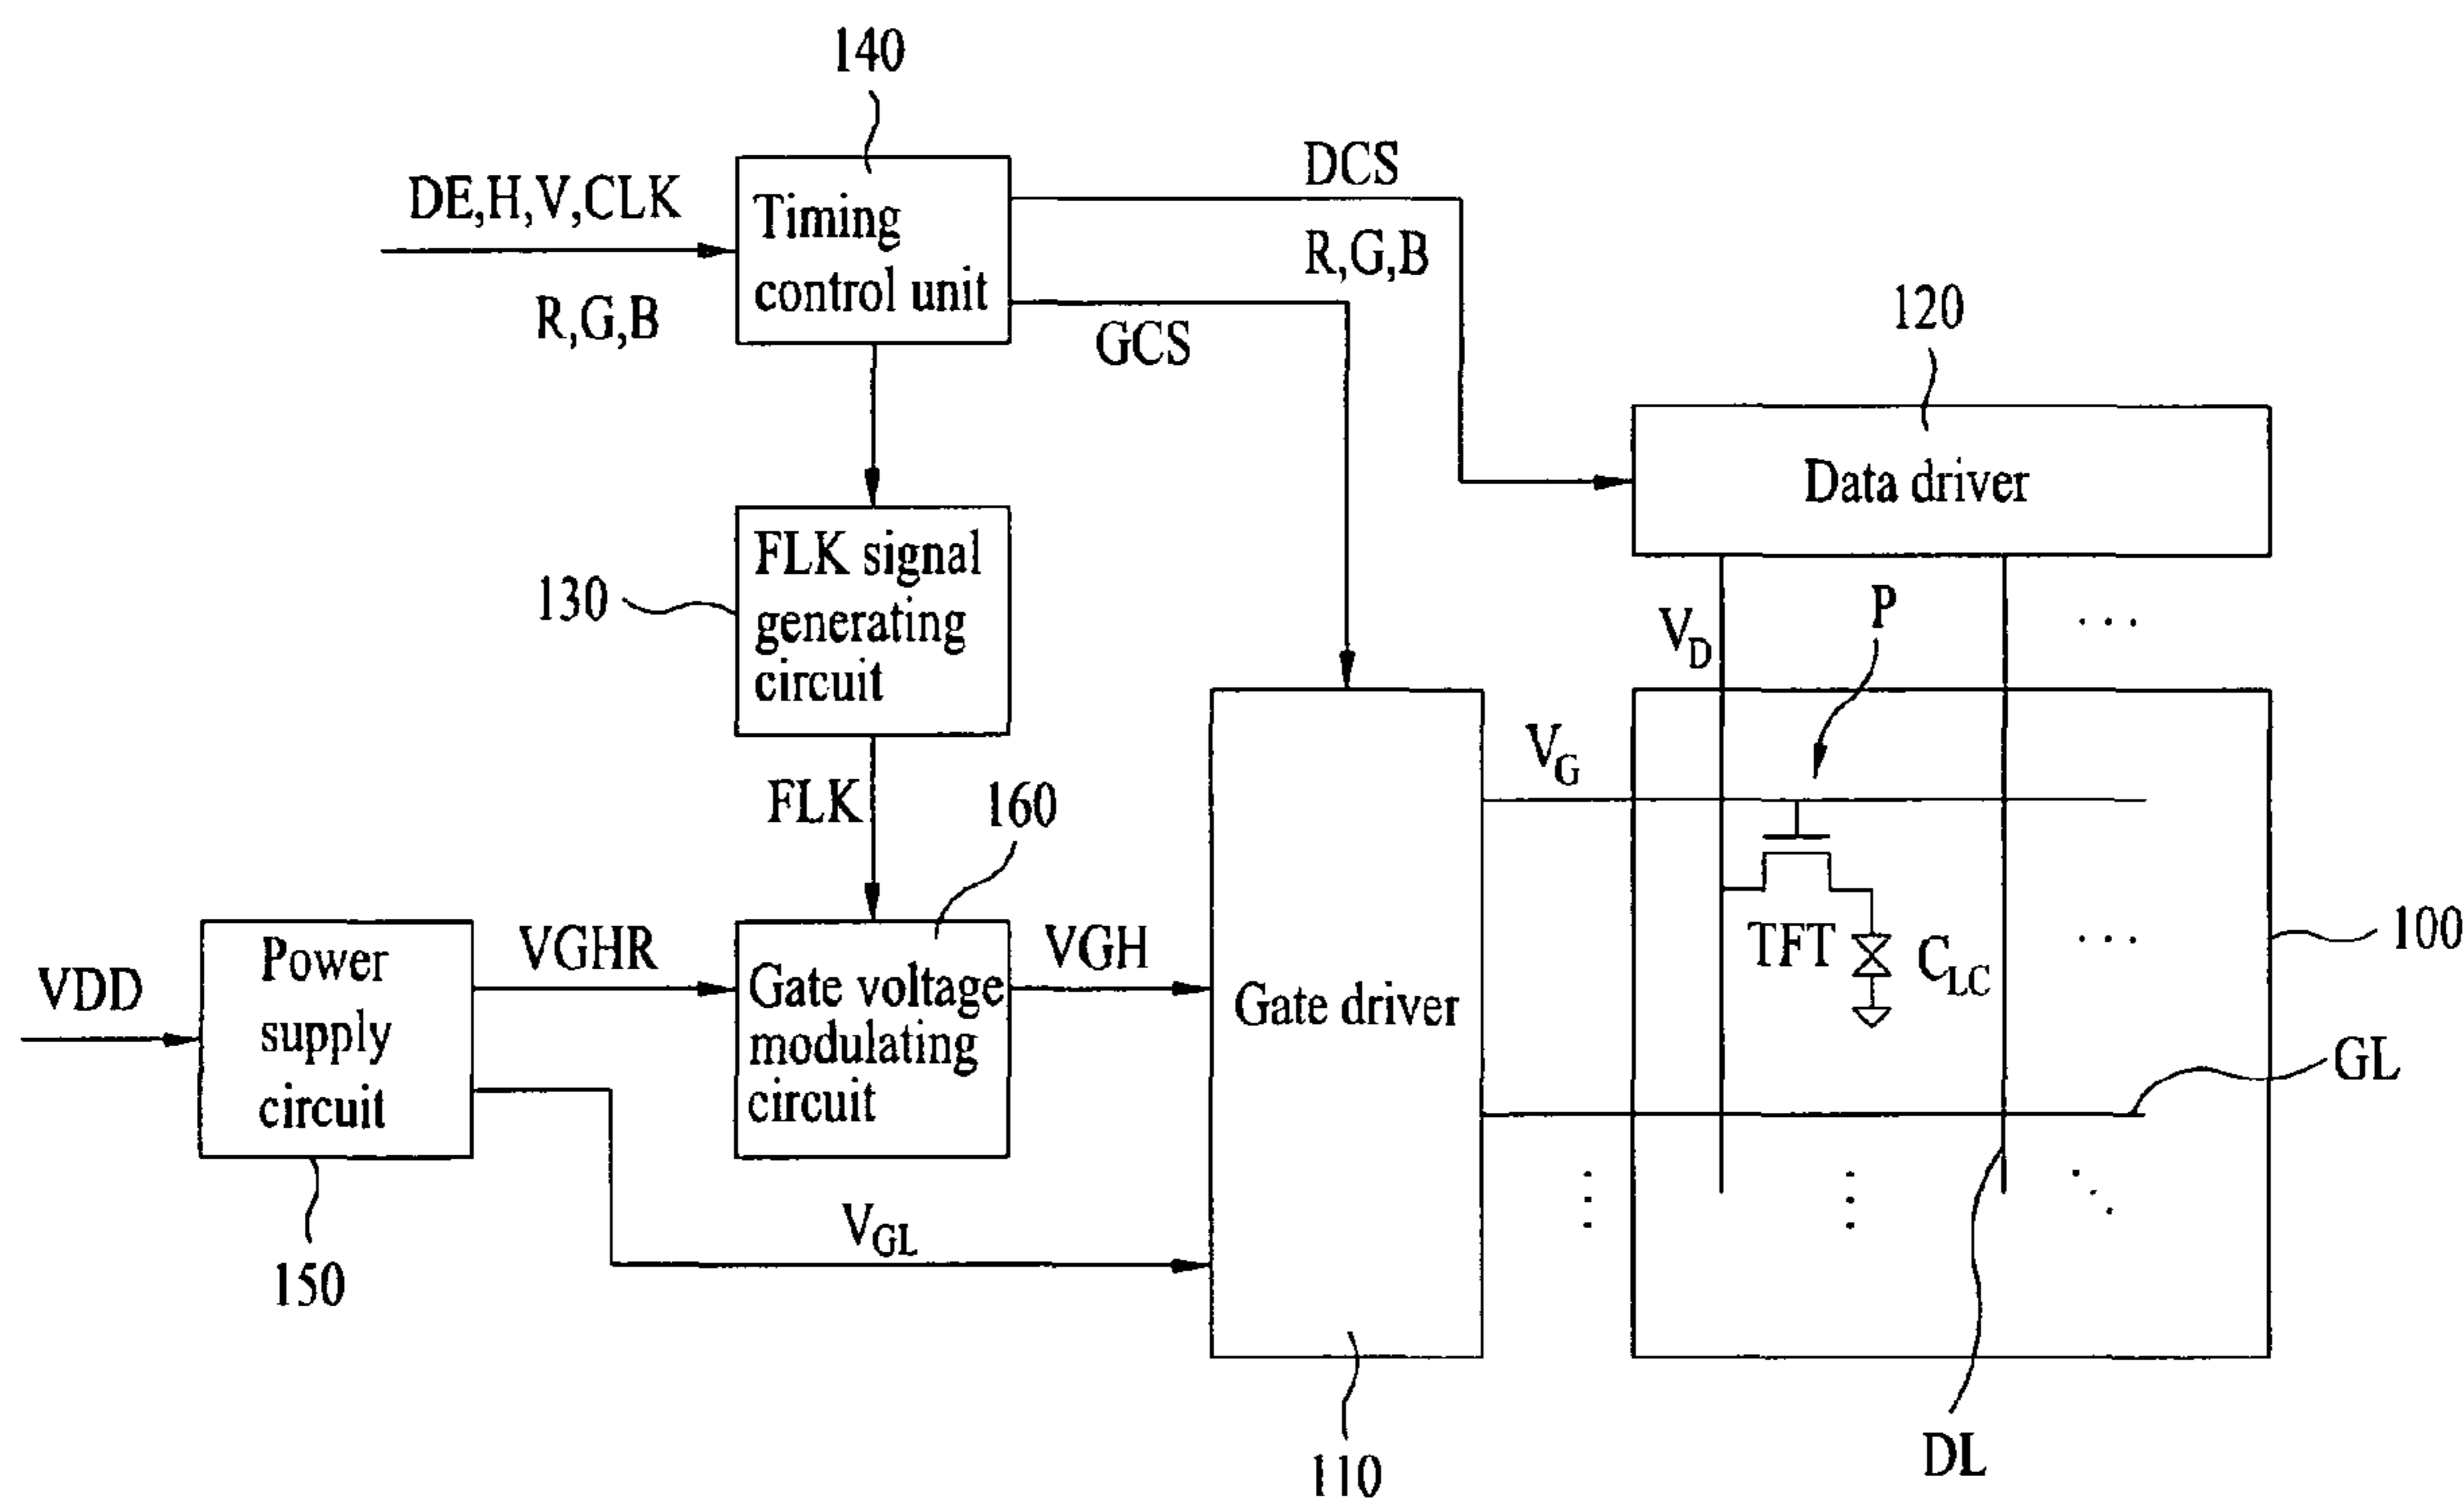 140
DE,H,V,CLK
R,G,B
Timing
control unit
DCS
R,G,B
GCS
120
Data driver
130
FLK signal
generating
circuit
FLK
160
VDD
Power
supply
circuit
150
VGHR
Gate voltage
modulating
circuit
VGH
VGL
Gate driver
110
VD
P
VG
TFT
CLC
100
GL
DL